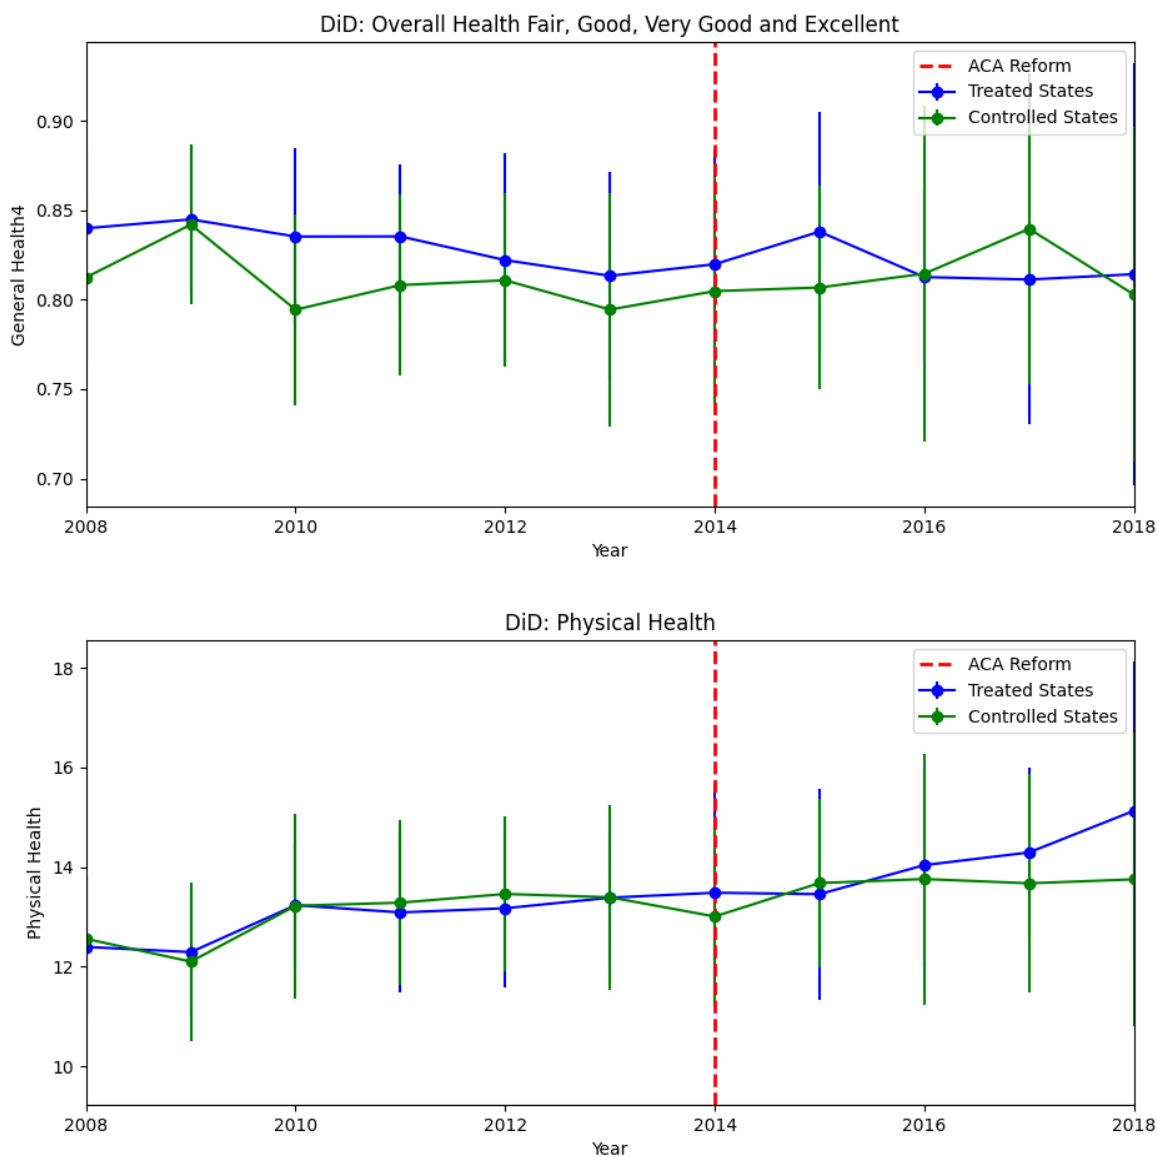 DiD: Overall Health Fair, Good, Very Good and Excellent
ACA Reform
Treated States
Controlled States
General Health4
0.90
0.85
0.80
0.75
0.70
2008
2010
2012
2014
2016
2018
Year
DiD: Physical Health
ACA Reform
Treated States
Controlled States
Physical Health
18
16
14
12
10
2008
2010
2012
2014
2016
2018
Year